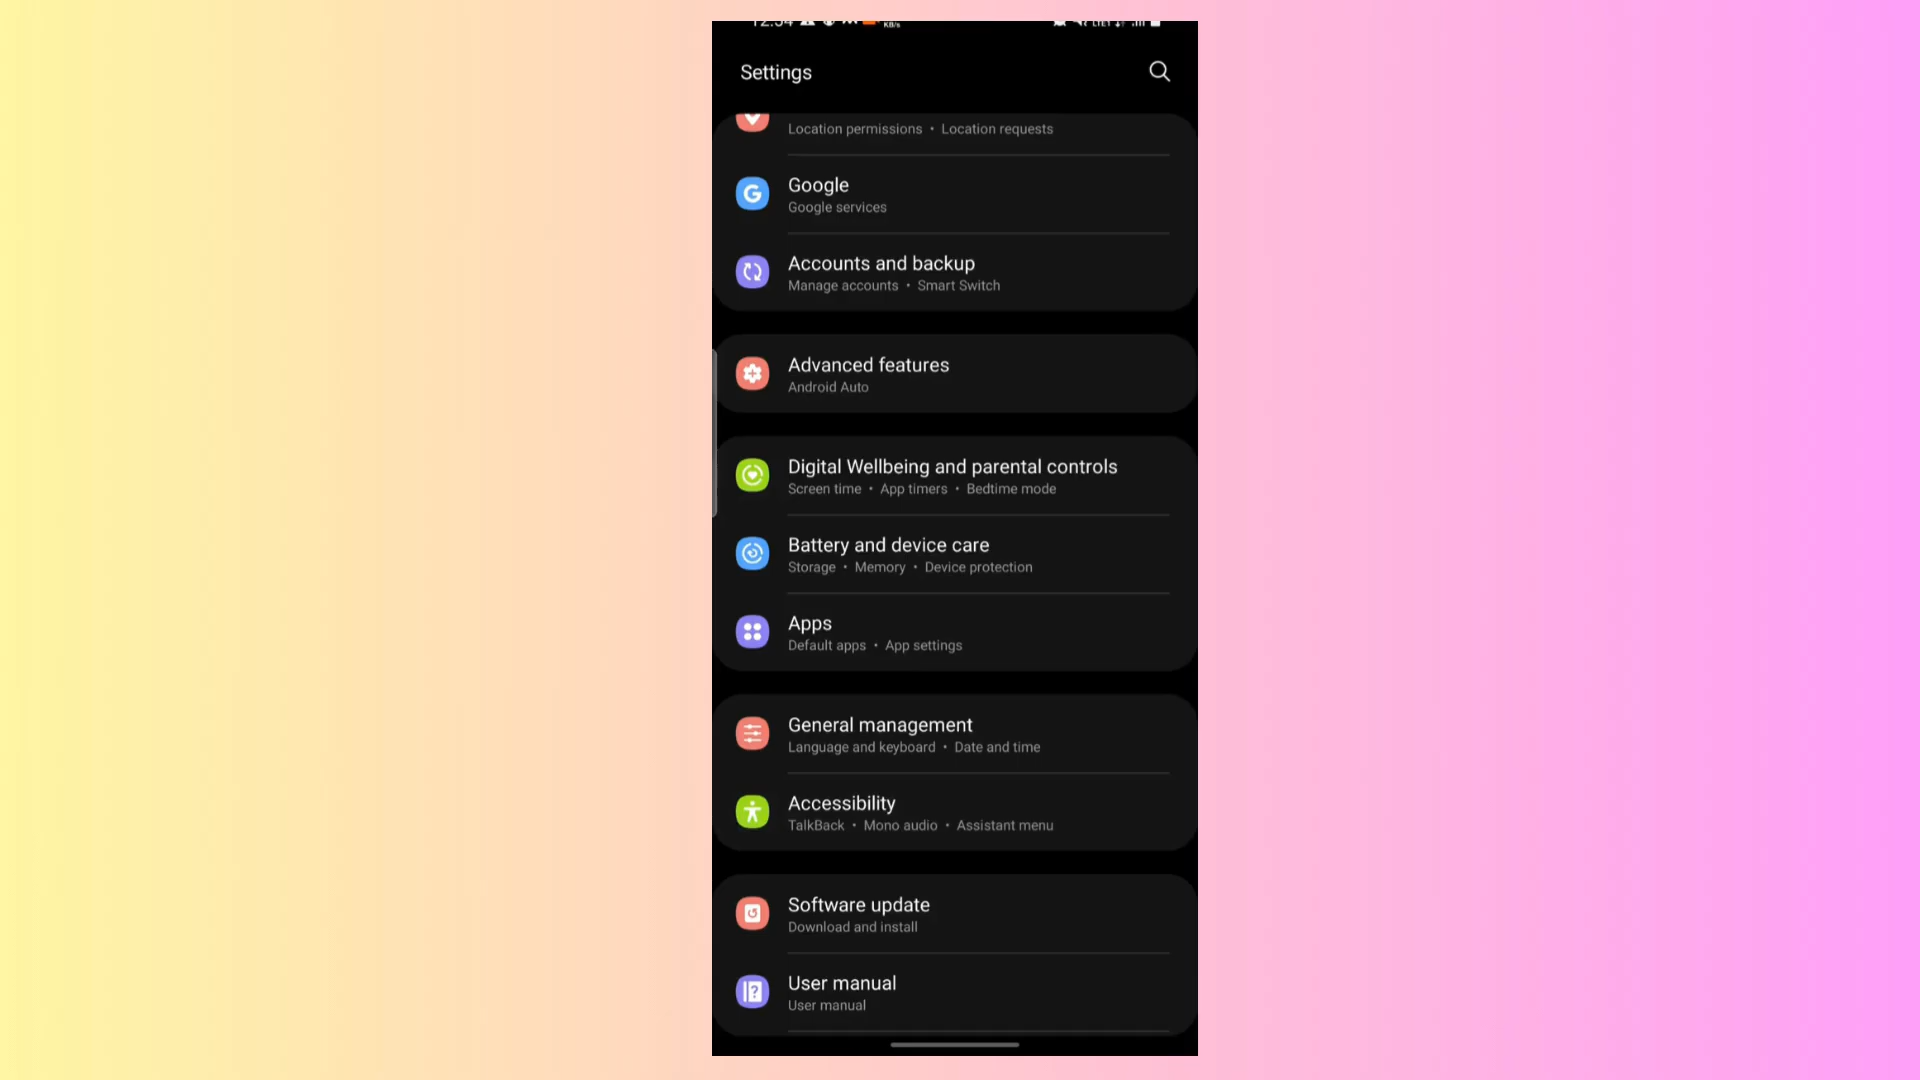 KB/s
Settings
Location permissions • Location requests
Google
Google services
Accounts and backup
Manage accounts • Smart Switch
Advanced features
Android Auto
Digital Wellbeing and parental controls
Screen time • App timers • Bedtime mode
Battery and device care
Storage • Memory • Device protection
Apps
Default apps • App settings
General management
Language and keyboard • Date and time
Accessibility
TalkBack • Mono audio • Assistant menu
Software update
Download and install
User manual
User manual